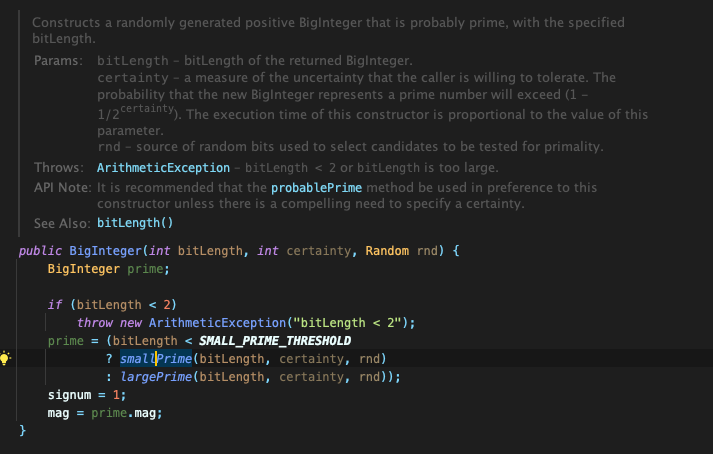 Constructs a randomly generated positive BigInteger that is probably prime, with the specified
bitLength.
Params: bitLength – bitLength of the returned BigInteger.
certainty – a measure of the uncertainty that the caller is willing to tolerate. The
probability that the new BigInteger represents a prime number will exceed (1 –
1/2^certainty). The execution time of this constructor is proportional to the value of this
parameter.
rnd – source of random bits used to select candidates to be tested for primality.
Throws: ArithmeticException – bitLength < 2 or bitLength is too large.
API Note: It is recommended that the probablePrime method be used in preference to this
constructor unless there is a compelling need to specify a certainty.
See Also: bitLength()
public BigInteger(int bitLength, int certainty, Random rnd) {
    BigInteger prime;

    if (bitLength < 2)
        throw new ArithmeticException("bitLength < 2");
    prime = (bitLength < SMALL_PRIME_THRESHOLD
            ? smallPrime(bitLength, certainty, rnd)
            : largePrime(bitLength, certainty, rnd));
    signum = 1;
    mag = prime.mag;
}